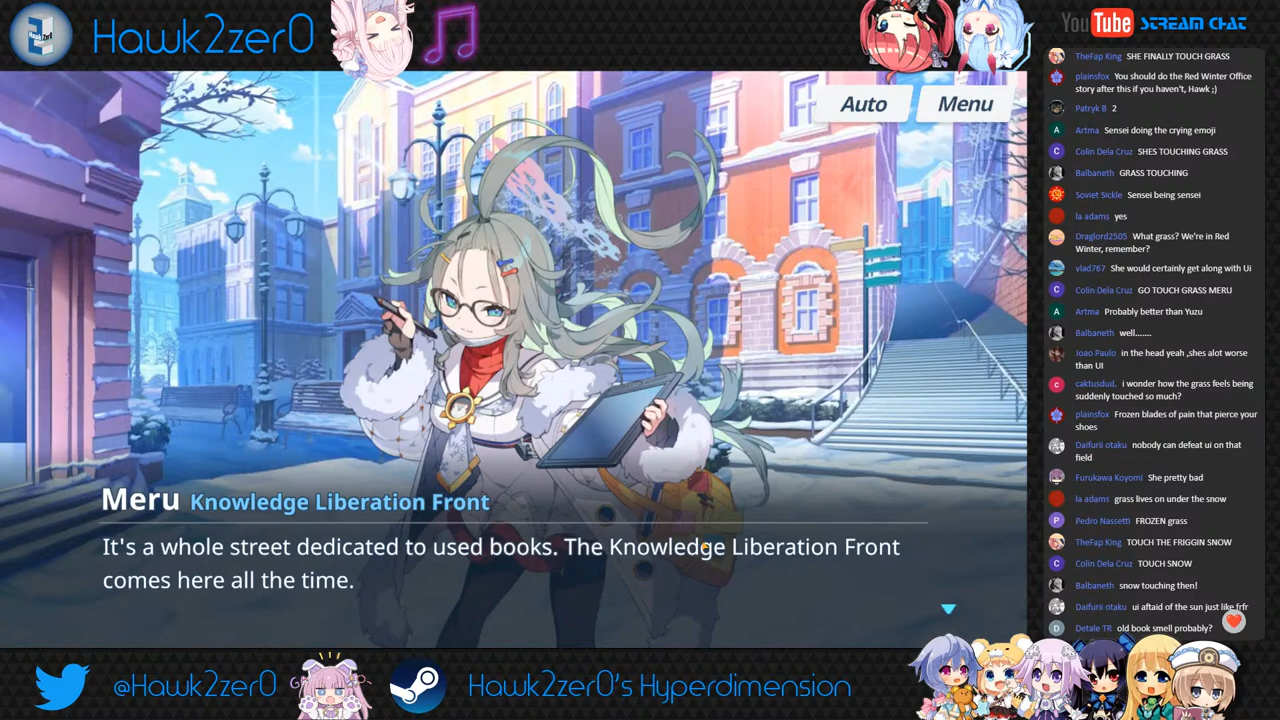 Hawk2zer0
YouTube STREAM CHAT
Auto
Menu
TheFap King SHE FINALLY TOUCH GRASS
plainsfox You should do the Red Winter Office
story after this if you haven't, Hawk ;)
Patryk B 2
Artma Sensei doing the crying emoji
Colin Dela Cruz SHES TOUCHING GRASS
Balbaneth GRASS TOUCHING
Soviet Sickle Sensei being sensei
la adams yes
Draglord2505 What grass? We're in Red
Winter, remember?
vlad767 She would certainly get along with Ui
Colin Dela Cruz GO TOUCH GRASS MERU
Artma Probably better than Yuzu
Balbaneth well.......
Joao Paulo in the head yeah ,shes alot worse
than UI
caktusdud. i wonder how the grass feels being
suddenly touched so much?
plainsfox Frozen blades of pain that pierce your
shoes
Daifurii otaku nobody can defeat ui on that
field
Furukawa Koyomi She pretty bad
la adams grass lives on under the snow
Pedro Nassetti FROZEN grass
TheFap King TOUCH THE FRIGGIN SNOW
Colin Dela Cruz TOUCH SNOW
Balbaneth snow touching then!
Daifurii otaku ui aftaid of the sun just like frfr
Detale TR old book smell probably?
Meru Knowledge Liberation Front
It's a whole street dedicated to used books. The Knowledge Liberation Front
comes here all the time.
@Hawk2zer0
Hawk2zer0's Hyperdimension